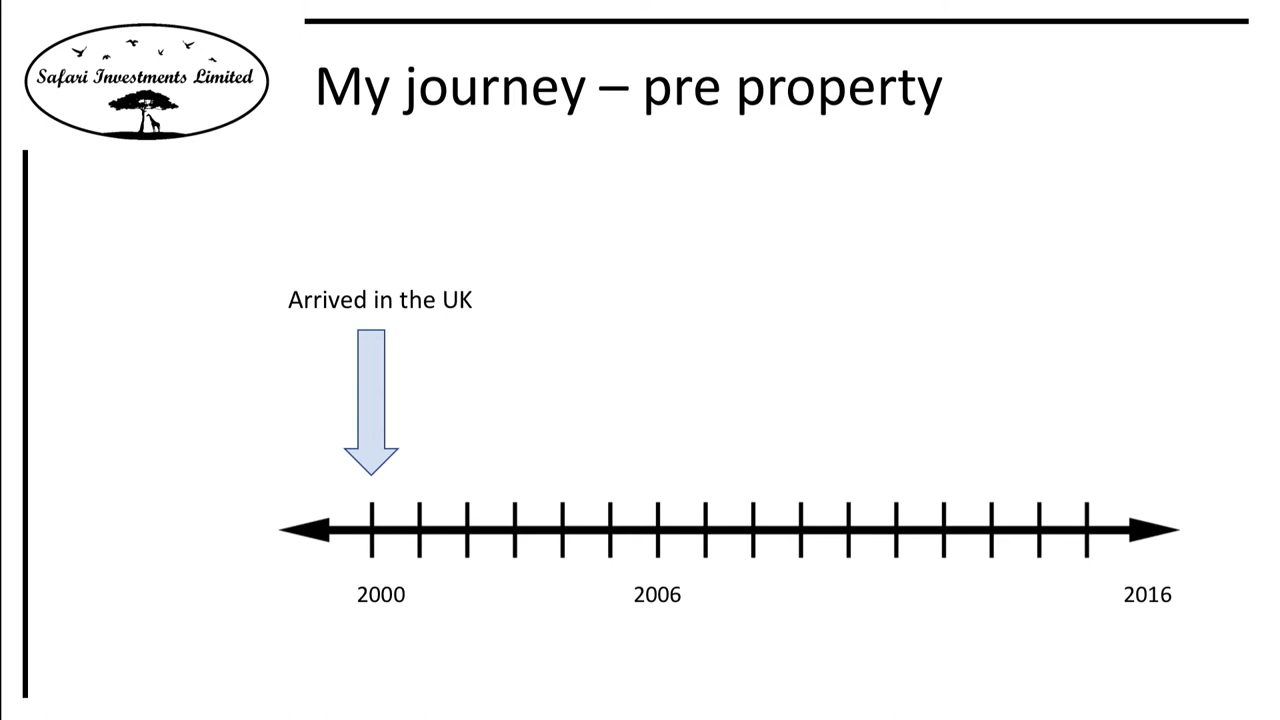 Safari Investments Limited
My journey – pre property
Arrived in the UK
2000
2006
2016